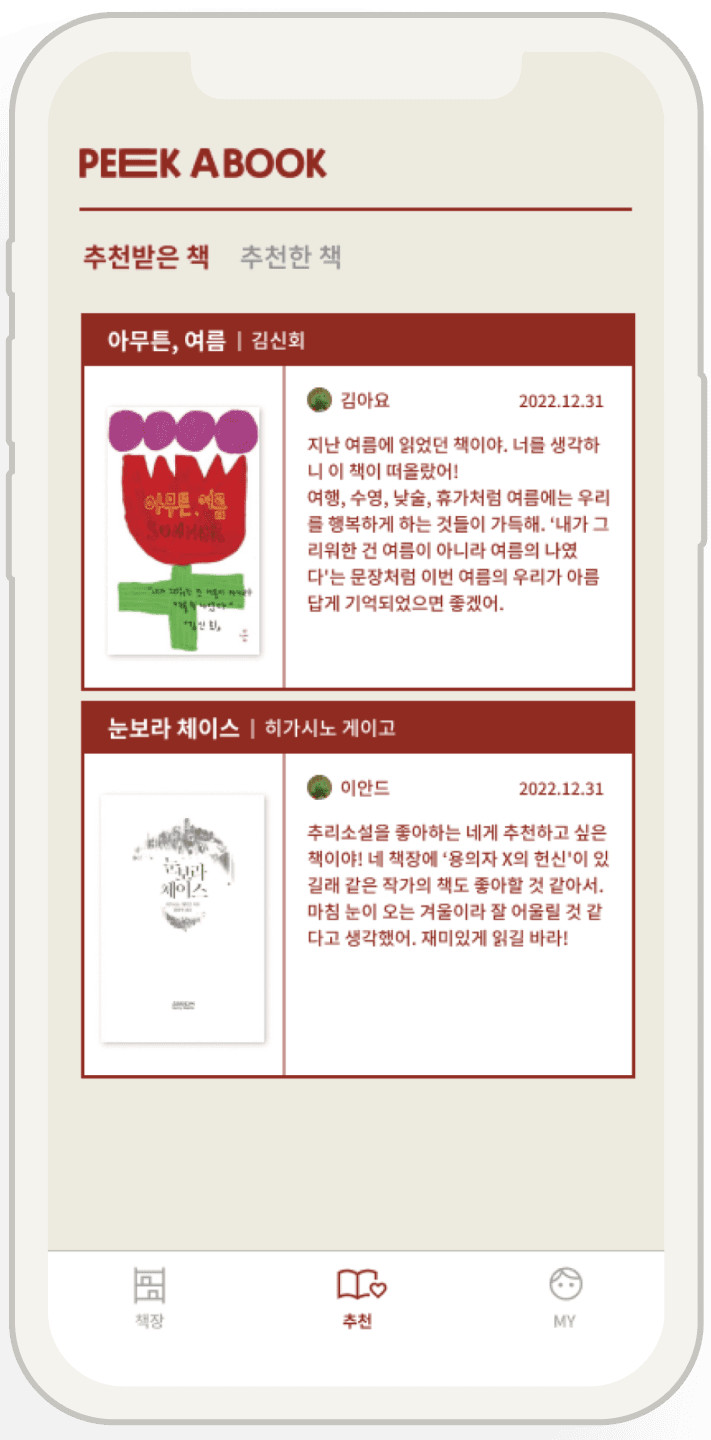 PEEK A BOOK
추천받은 책 추천한 책
아무튼, 여름 | 김신회
아무튼, 여름
SUMMER
김신회
김아요 2022.12.31
지난 여름에 읽었던 책이야. 너를 생각하
니 이 책이 떠올랐어!
여행, 수영, 낮술, 휴가처럼 여름에는 우리
를 행복하게 하는 것들이 가득해. ‘내가 그
리워한 건 여름이 아니라 여름의 나였
다'는 문장처럼 이번 여름의 우리가 아름
답게 기억되었으면 좋겠어.
눈보라 체이스 | 히가시노 게이고
눈보라
체이스
이안드 2022.12.31
추리소설을 좋아하는 네게 추천하고 싶은
책이야! 네 책장에 ‘용의자 X의 헌신'이 있
길래 같은 작가의 책도 좋아할 것 같아서.
마침 눈이 오는 겨울이라 잘 어울릴 것 같
다고 생각했어. 재미있게 읽길 바라!
책장 추천 MY